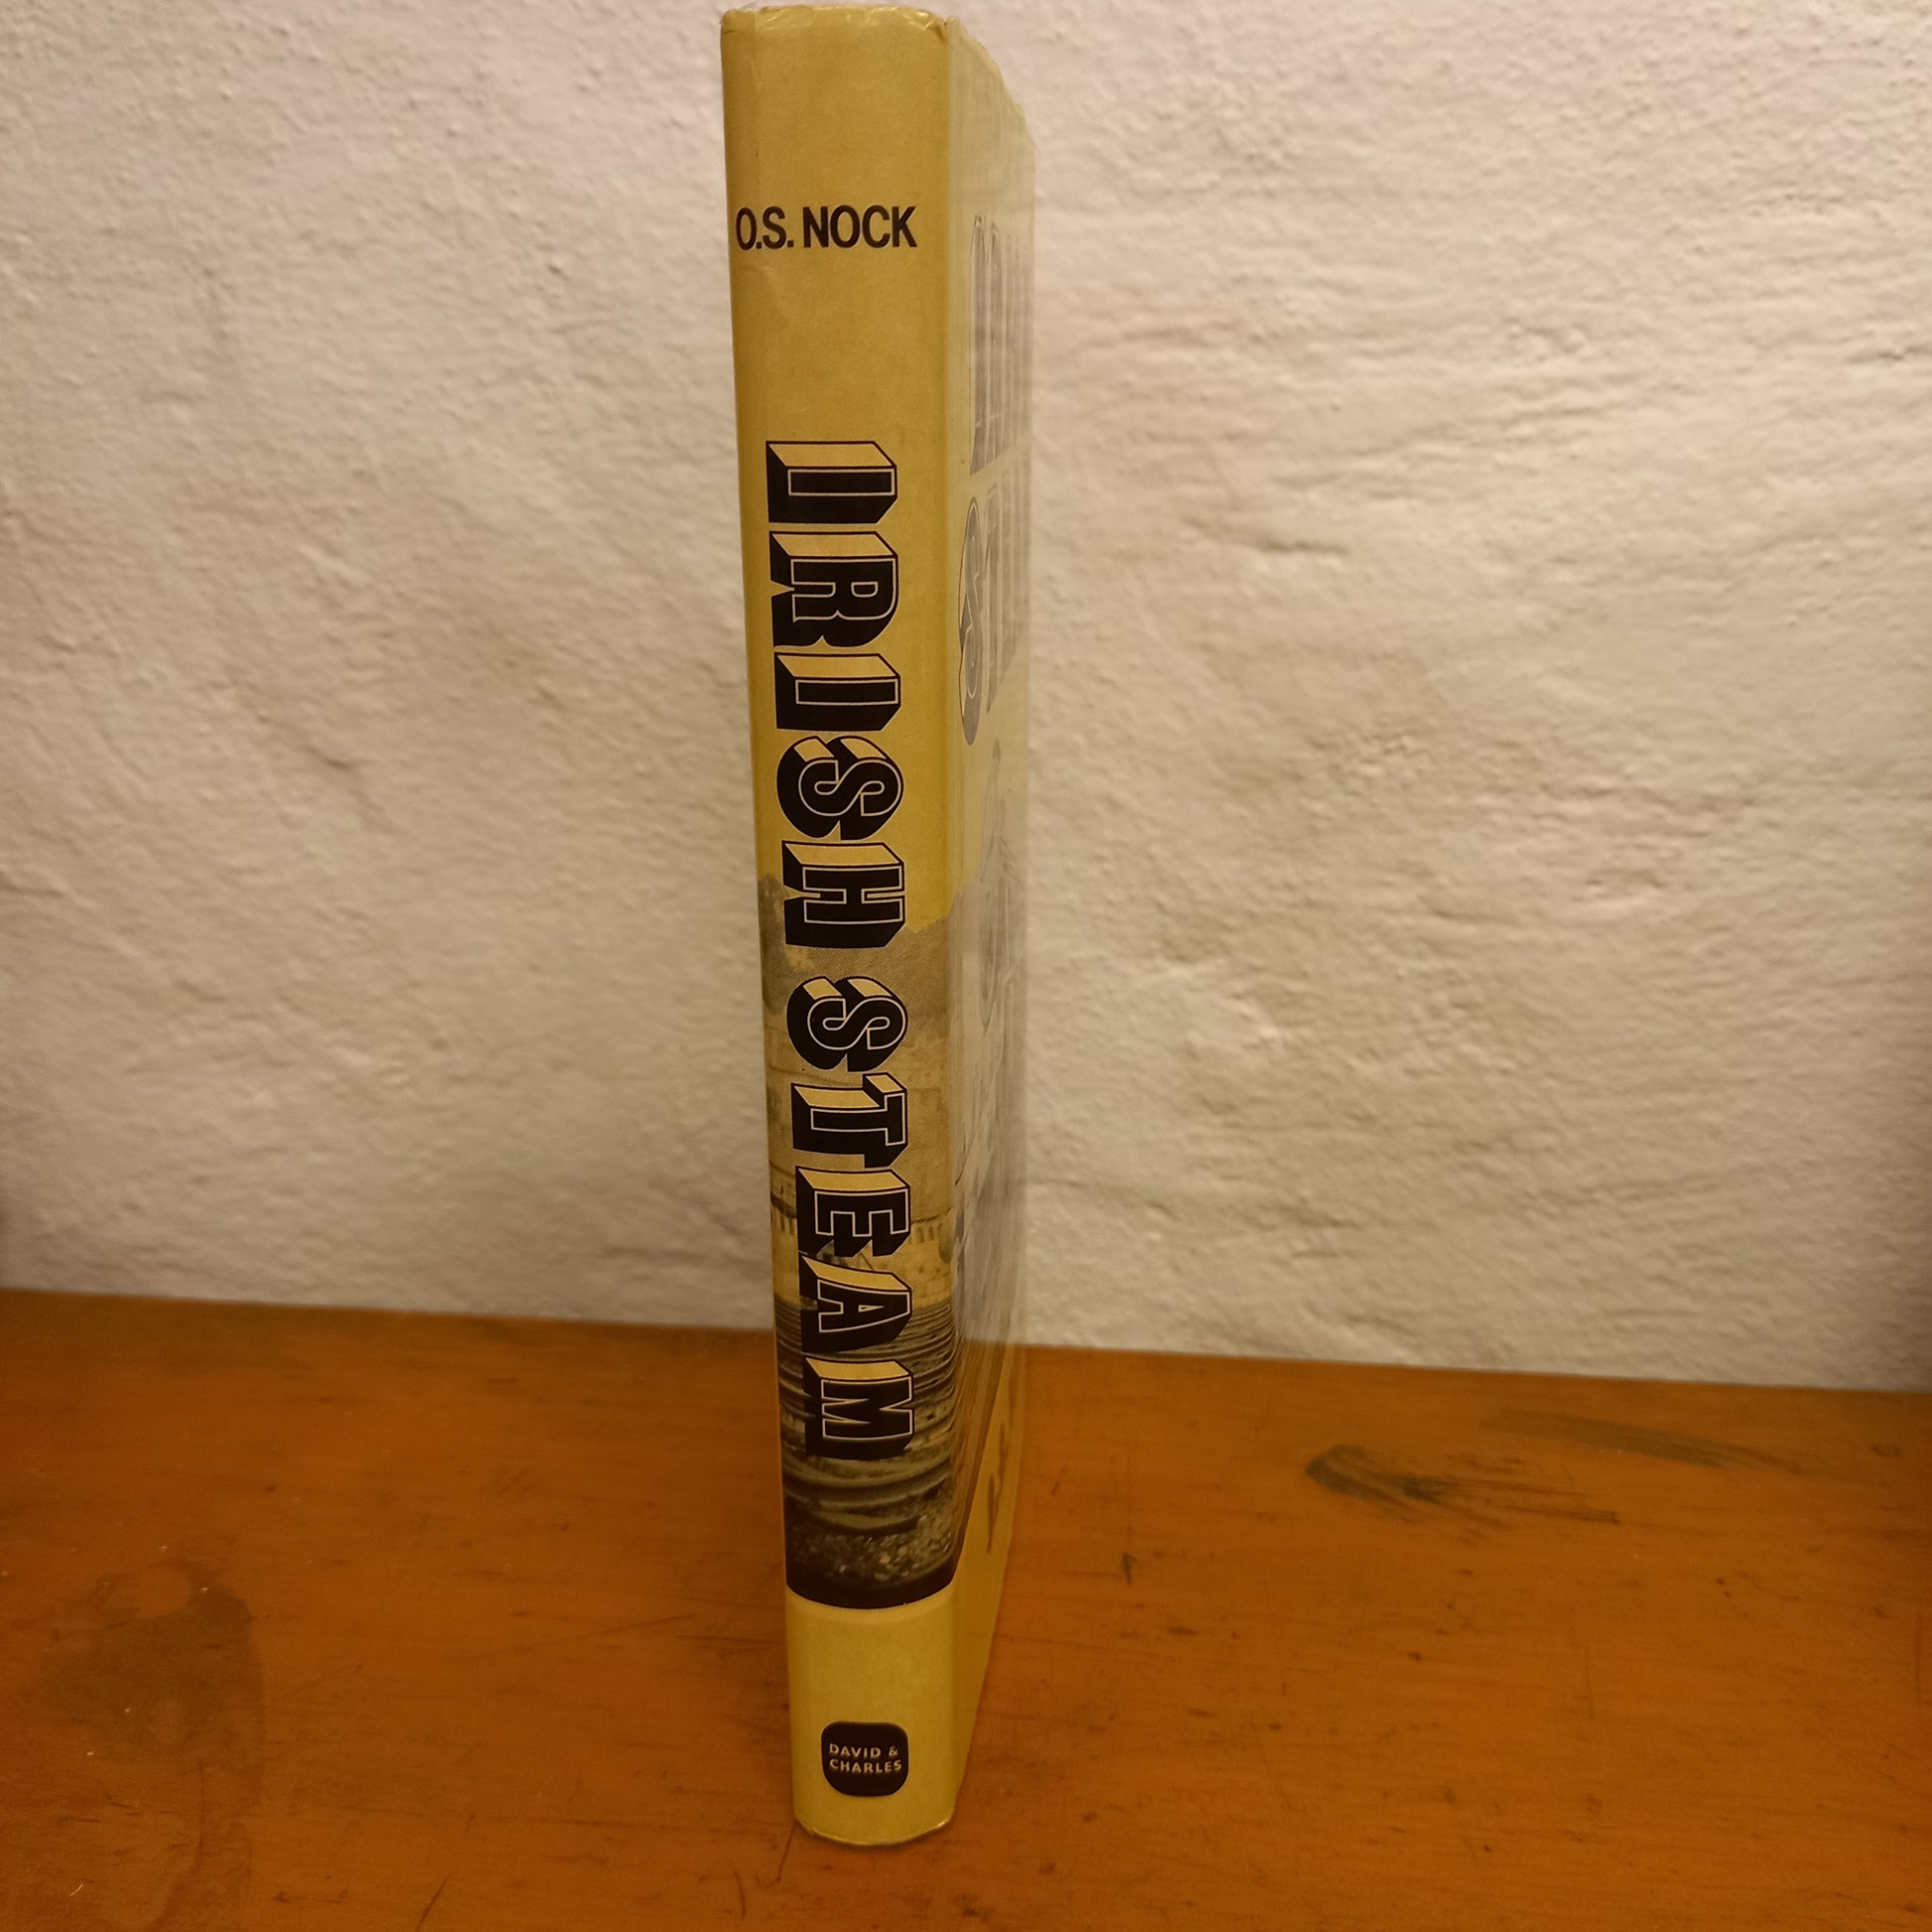 O.S. NOCK
IRISH STEAM
DAVID &
CHARLES